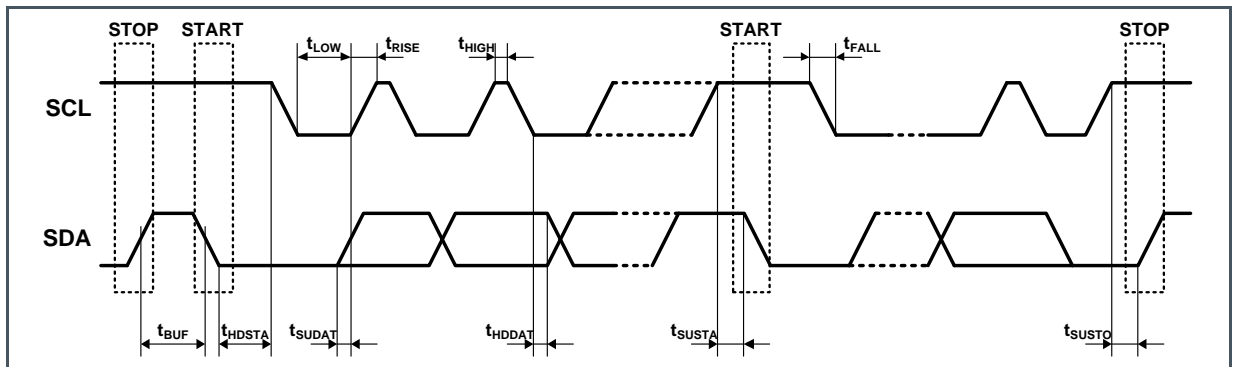 STOP START START STOP
tLOW tRISE tHIGH tFALL
SCL
SDA
tBUF tHDSTA tSUDAT tHDDAT tSUSTA tSUSTO